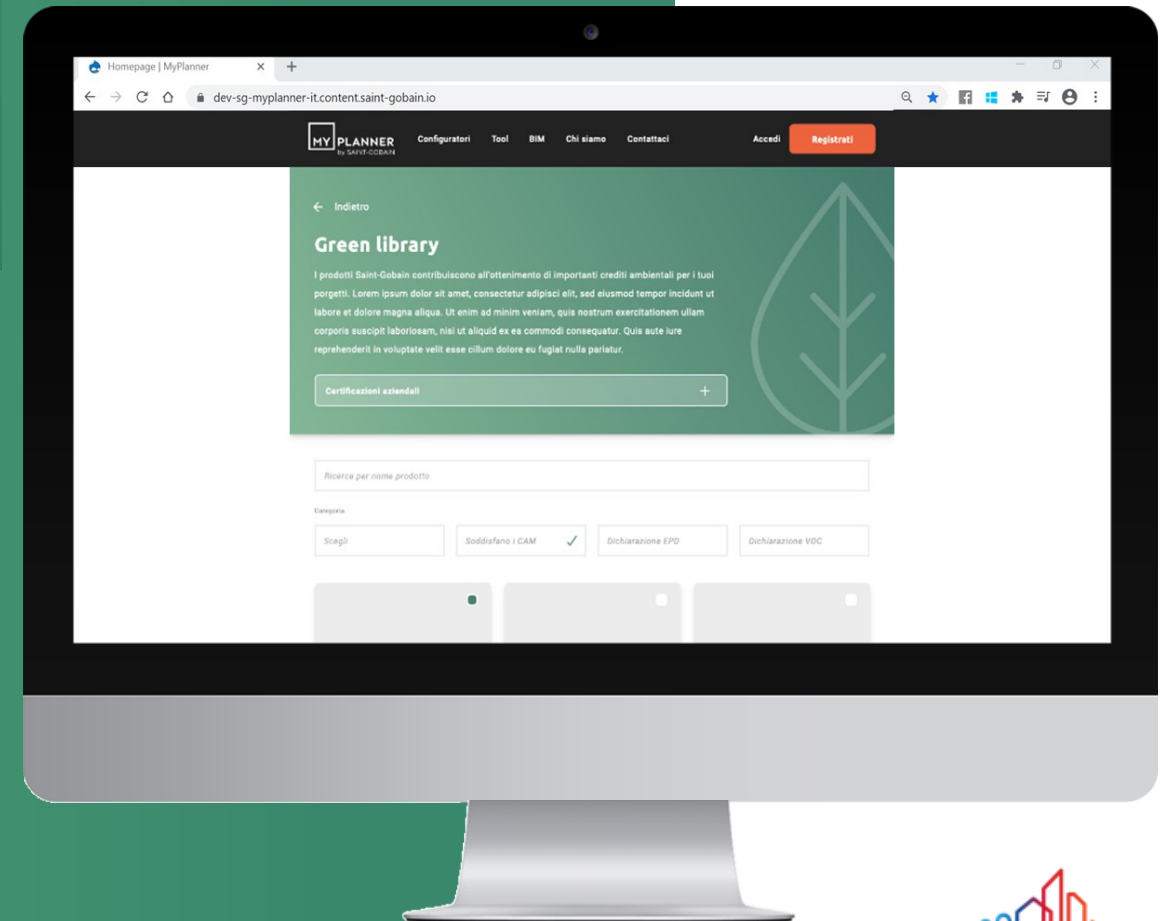 Homepage | MyPlanner
dev-sg-myplanner-it.content.saint-gobain.io
MY PLANNER
by SAINT-GOBAIN
Configuratori Tool BIM Chi siamo Contattaci Accedi Registrati
Indietro
Green library
I prodotti Saint-Gobain contribuiscono all'ottenimento di importanti crediti ambientali per i tuoi
porgetti. Lorem ipsum dolor sit amet, consectetur adipisci elit, sed eiusmod tempor incidunt ut
labore et dolore magna aliqua. Ut enim ad minim veniam, quis nostrum exercitationem ullam
corporis suscipit laboriosam, nisi ut aliquid ex ea commodi consequatur. Quis aute iure
reprehenderit in voluptate velit esse cillum dolore eu fugiat nulla pariatur.
Certificazioni aziendali
Ricerca per nome prodotto
Categoria
Scegli Soddisfano i CAM Dichiarazione EPD Dichiarazione VOC